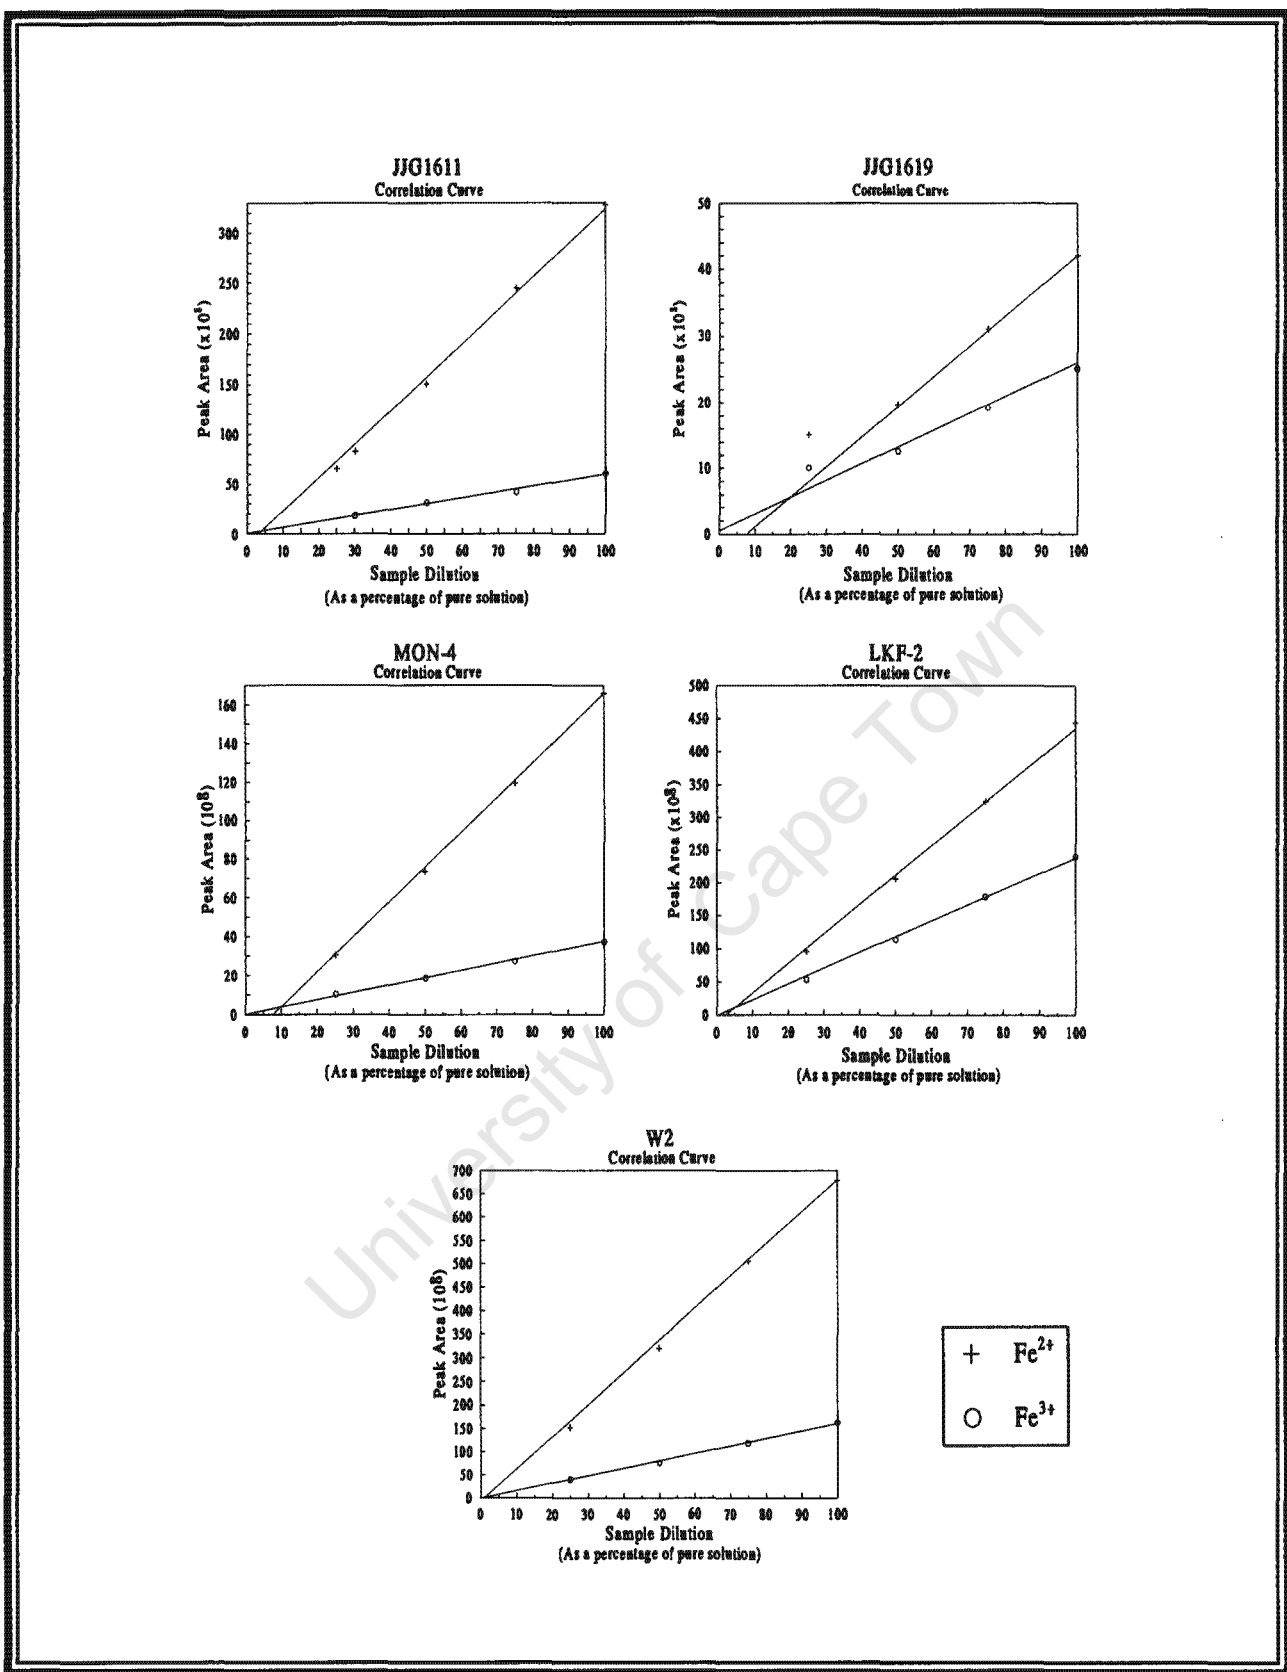 JJG1611
Correlation Curve
Peak Area (x10⁸)
300
250
200
150
100
50
0
0 10 20 30 40 50 60 70 80 90 100
Sample Dilution
(As a percentage of pure solution)
JJG1619
Correlation Curve
Peak Area (x10⁸)
50
40
30
20
10
0
0 10 20 30 40 50 60 70 80 90 100
Sample Dilution
(As a percentage of pure solution)
MON-4
Correlation Curve
Peak Area (10⁸)
160
140
120
100
80
60
40
20
0
0 10 20 30 40 50 60 70 80 90 100
Sample Dilution
(As a percentage of pure solution)
LKF-2
Correlation Curve
Peak Area (x10⁸)
500
450
400
350
300
250
200
150
100
50
0
0 10 20 30 40 50 60 70 80 90 100
Sample Dilution
(As a percentage of pure solution)
W2
Correlation Curve
Peak Area (10⁸)
700
650
600
550
500
450
400
350
300
250
200
150
100
50
0
0 10 20 30 40 50 60 70 80 90 100
Sample Dilution
(As a percentage of pure solution)
+ Fe²⁺
O Fe³⁺
University of Cape Town